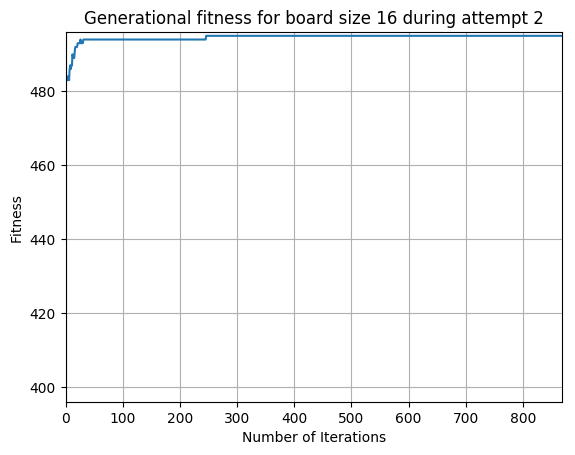 Generational fitness for board size 16 during attempt 2
480
460
440
420
400
Fitness
0 100 200 300 400 500 600 700 800
Number of Iterations